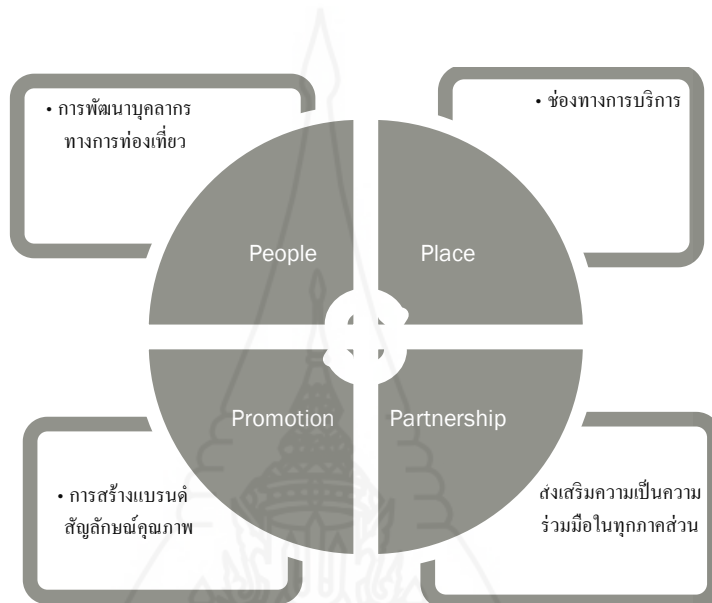 • การพัฒนาบุคลากร
ทางการท่องเที่ยว
• ช่องทางการบริการ
People
Place
Promotion
Partnership
• การสร้างแบรนด์
สัญลักษณ์คุณภาพ
ส่งเสริมความเป็นความ
ร่วมมือในทุกภาคส่วน